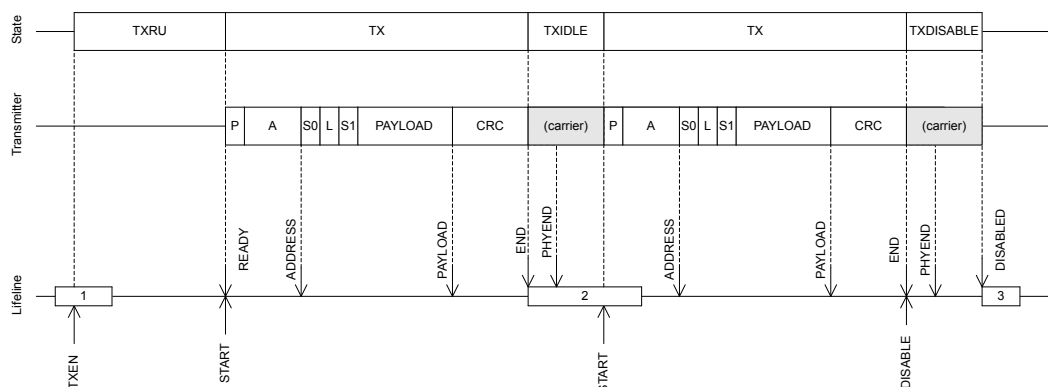 State
TXRU
TX
TXIDLE
TX
TXDISABLE
Transmitter
P
A
S0
L
S1
PAYLOAD
CRC
(carrier)
P
A
S0
L
S1
PAYLOAD
CRC
(carrier)
READY
ADDRESS
PAYLOAD
END
PHYEND
ADDRESS
PAYLOAD
END
PHYEND
DISABLED
Lifeline
1
2
3
TXEN
START
START
DISABLE